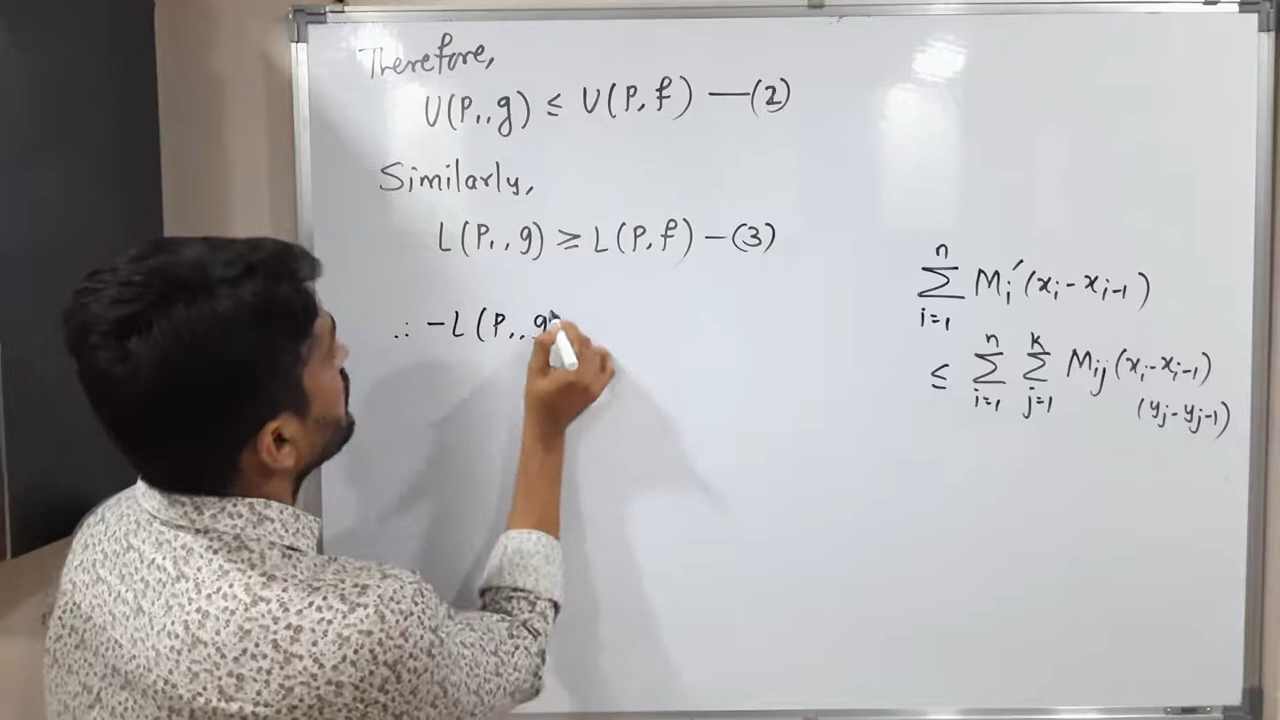 Therefore,
U(P₁,g) ≤ U(P,f) —(2)
Similarly,
L(P₁,g) ≥ L(P,f) –(3)
∴ -L(P₁,g
n
∑ Mᵢ′(xᵢ-xᵢ₋₁)
i=1
n k
≤ ∑ ∑ Mᵢⱼ(xᵢ-xᵢ₋₁)
i=1 j=1 (yⱼ-yⱼ₋₁)